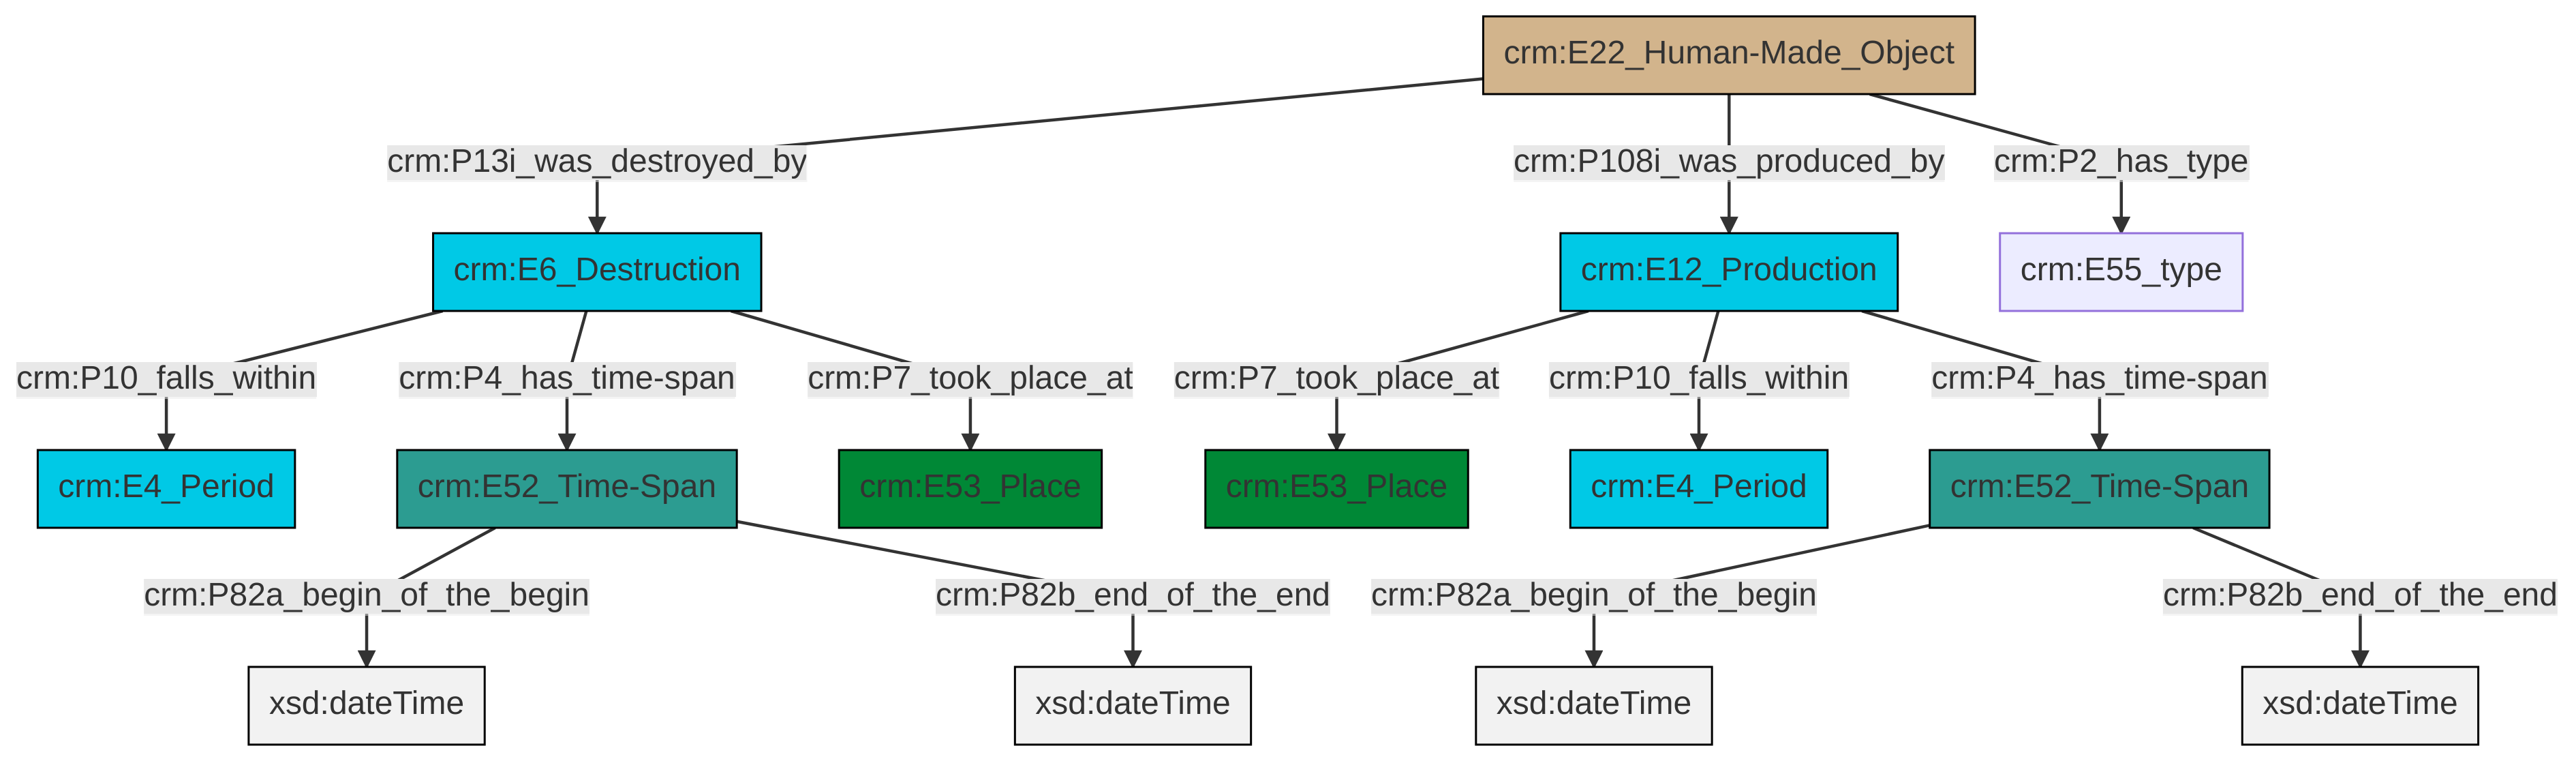 crm:E22_Human-Made_Object
crm:P13i_was_destroyed_by
crm:P108i_was_produced_by
crm:P2_has_type
crm:E6_Destruction
crm:E12_Production
crm:E55_type
crm:P10_falls_within
crm:P4_has_time-span
crm:P7_took_place_at
crm:P7_took_place_at
crm:P10_falls_within
crm:P4_has_time-span
crm:E4_Period
crm:E52_Time-Span
crm:E53_Place
crm:E53_Place
crm:E4_Period
crm:E52_Time-Span
crm:P82a_begin_of_the_begin
crm:P82b_end_of_the_end
crm:P82a_begin_of_the_begin
crm:P82b_end_of_the_end
xsd:dateTime
xsd:dateTime
xsd:dateTime
xsd:dateTime